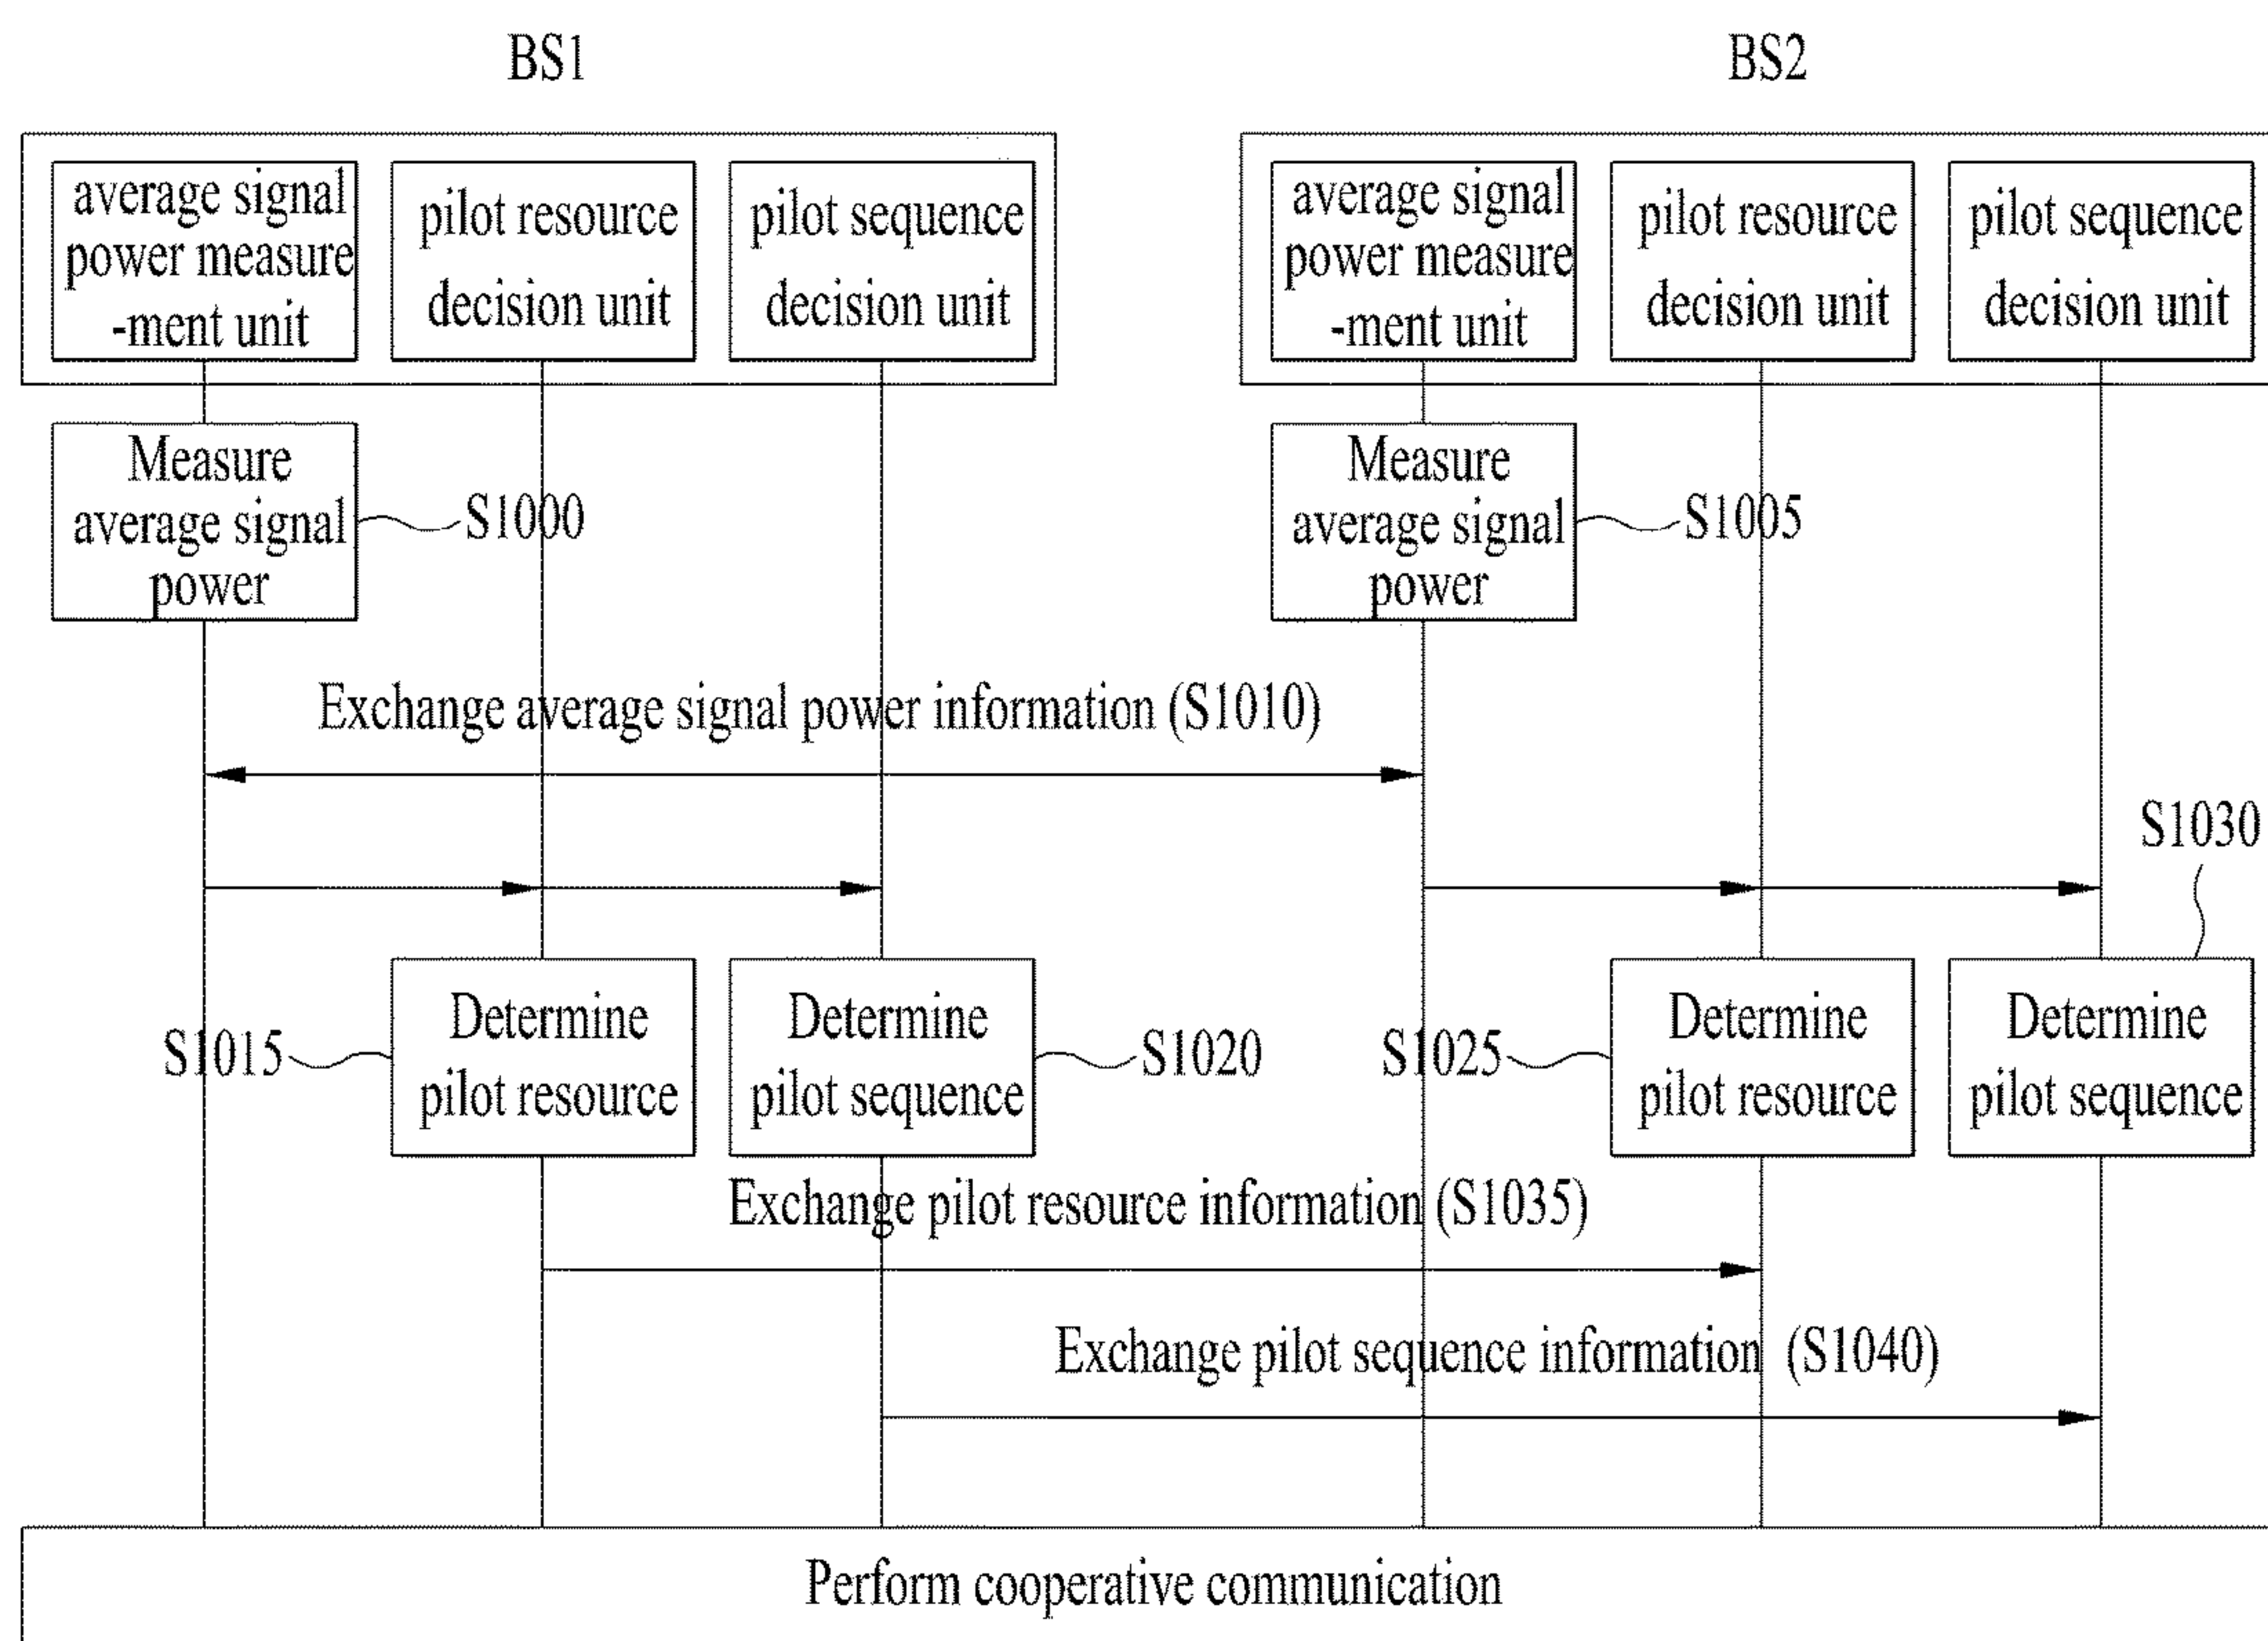 BS1
BS2
average signal
power measure
-ment unit
pilot resource
decision unit
pilot sequence
decision unit
average signal
power measure
-ment unit
pilot resource
decision unit
pilot sequence
decision unit
Measure
average signal
power
S1000
Measure
average signal
power
S1005
Exchange average signal power information (S1010)
S1030
S1015
Determine
pilot resource
Determine
pilot sequence
S1020
S1025
Determine
pilot resource
Determine
pilot sequence
Exchange pilot resource information (S1035)
Exchange pilot sequence information (S1040)
Perform cooperative communication